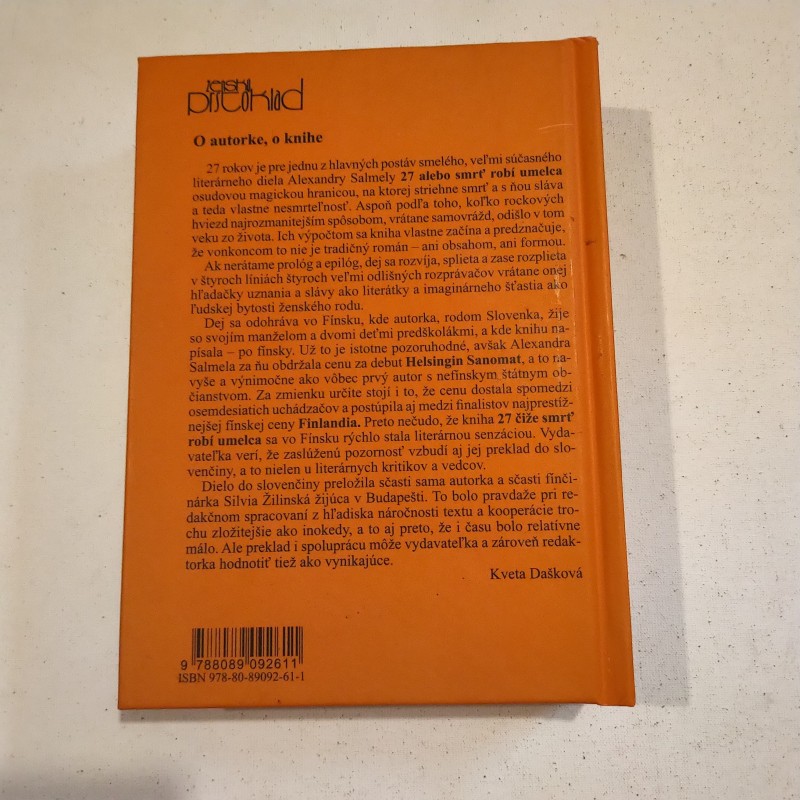 O autorke, o knihe
27 rokov je pre jednu z hlavných postáv smelého, veľmi súčasného
literárneho diela Alexandry Salmely 27 alebo smrť robí umelca
osudovou magickou hranicou, na ktorej striehne smrť a s ňou sláva
a teda vlastne nesmrteľnosť. Aspoň podľa toho, koľko rockových
hviezd najrozmanitejším spôsobom, vrátane samovrážd, odišlo v tom
veku zo života. Ich výpočtom sa kniha vlastne začína a predznačuje,
že vonkoncom to nie je tradičný román – ani obsahom, ani formou.
Ak nerátame prológ a epilóg, dej sa rozvíja, splieta a zase rozplieta
v štyroch líniách štyroch veľmi odlišných rozprávačov vrátane onej
hľadačky uznania a slávy ako literátky a imaginárneho šťastia ako
ľudskej bytosti ženského rodu.
Dej sa odohráva vo Fínsku, kde autorka, rodom Slovenka, žije
so svojím manželom a dvomi deťmi predškolákmi, a kde knihu na-
písala – po fínsky. Už to je istotne pozoruhodné, avšak Alexandra
Salmela za ňu obdržala cenu za debut Helsingin Sanomat, a to na-
vyše a výnimočne ako vôbec prvý autor s nefínskym štátnym ob-
čianstvom. Za zmienku určite stojí i to, že cenu dostala spomedzi
osemdesiatich uchádzačov a postúpila aj medzi finalistov najprestíž-
nejšej fínskej ceny Finlandia. Preto nečudo, že kniha 27 čiže smrť
robí umelca sa vo Fínsku rýchlo stala literárnou senzáciou. Vyda-
vateľka verí, že zaslúženú pozornosť vzbudí aj jej preklad do slo-
venčiny, a to nielen u literárnych kritikov a vedcov.
Dielo do slovenčiny preložila sčasti sama autorka a sčasti fínči-
nárka Silvia Žilinská žijúca v Budapešti. To bolo pravdaže pri re-
dakčnom spracovaní z hľadiska náročnosti textu a kooperácie tro-
chu zložitejšie ako inokedy, a to aj preto, že i času bolo relatívne
málo. Ale preklad i spoluprácu môže vydavateľka a zároveň redak-
torka hodnotiť tiež ako vynikajúce.
Kveta Dašková
9 788089 092611
ISBN 978-80-89092-61-1